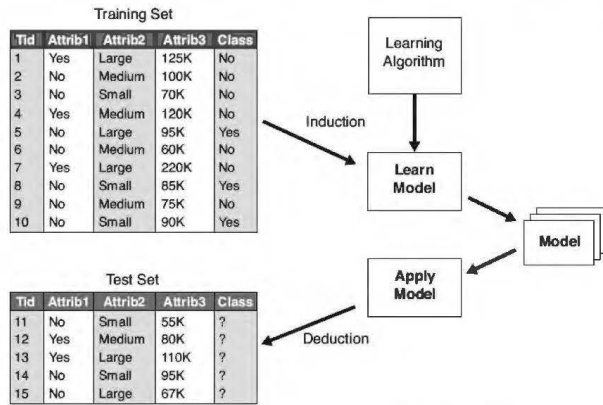 Training Set
Tid Attrib1 Attrib2 Attrib3 Class
1 Yes Large 125K No
2 No Medium 100K No
3 No Small 70K No
4 Yes Medium 120K No
5 No Large 95K Yes
6 No Medium 60K No
7 Yes Large 220K No
8 No Small 85K Yes
9 No Medium 75K No
10 No Small 90K Yes
Learning
Algorithm
Induction
Learn
Model
Model
Apply
Model
Deduction
Test Set
Tid Attrib1 Attrib2 Attrib3 Class
11 No Small 55K ?
12 Yes Medium 80K ?
13 Yes Large 110K ?
14 No Small 95K ?
15 No Large 67K ?